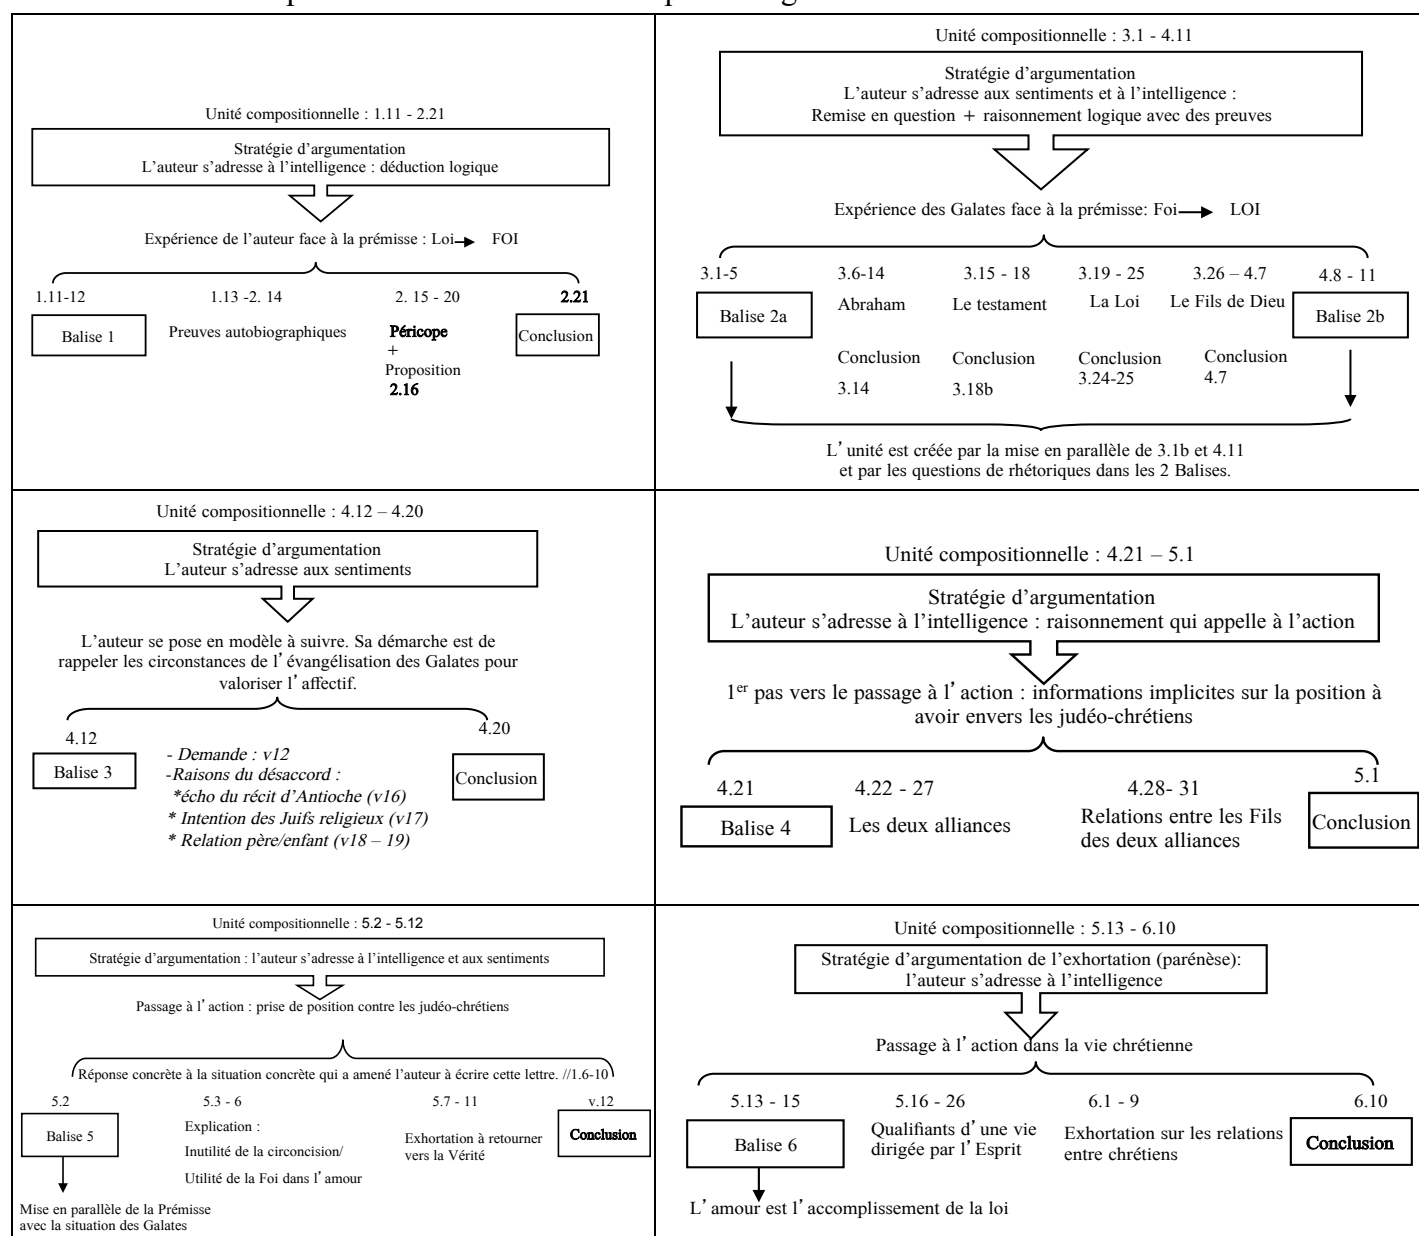 Unité compositionnelle : 1.11 - 2.21
Stratégie d'argumentation
L'auteur s'adresse à l'intelligence : déduction logique
Expérience de l'auteur face à la prémisse : Loi FOI
1.11-12 1.13 -2. 14 2. 15 - 20 2.21
Balise 1 Preuves autobiographiques Péricope Conclusion
+
Proposition
2.16
Unité compositionnelle : 3.1 - 4.11
Stratégie d'argumentation
L'auteur s'adresse aux sentiments et à l'intelligence :
Remise en question + raisonnement logique avec des preuves
Expérience des Galates face à la prémisse: Foi LOI
3.1-5 3.6-14 3.15 - 18 3.19 - 25 3.26 – 4.7 4.8 - 11
Balise 2a Abraham Le testament La Loi Le Fils de Dieu Balise 2b
Conclusion Conclusion Conclusion Conclusion
3.14 3.18b 3.24-25 4.7
L'unité est créée par la mise en parallèle de 3.1b et 4.11
et par les questions de rhétoriques dans les 2 Balises.
Unité compositionnelle : 4.12 – 4.20
Stratégie d'argumentation
L'auteur s'adresse aux sentiments
L'auteur se pose en modèle à suivre. Sa démarche est de
rappeler les circonstances de l'évangélisation des Galates pour
valoriser l'affectif.
4.12 4.20
Balise 3 Conclusion
- Demande : v12
-Raisons du désaccord :
*écho du récit d'Antioche (v16)
* Intention des Juifs religieux (v17)
* Relation père/enfant (v18 – 19)
Unité compositionnelle : 4.21 – 5.1
Stratégie d'argumentation
L'auteur s'adresse à l'intelligence : raisonnement qui appelle à l'action
1er pas vers le passage à l'action : informations implicites sur la position à
avoir envers les judéo-chrétiens
4.21 4.22 - 27 4.28- 31 5.1
Balise 4 Les deux alliances Relations entre les Fils Conclusion
des deux alliances
Unité compositionnelle : 5.2 - 5.12
Stratégie d'argumentation : l'auteur s'adresse à l'intelligence et aux sentiments
Passage à l'action : prise de position contre les judéo-chrétiens
Réponse concrète à la situation concrète qui a amené l'auteur à écrire cette lettre. //1.6-10
5.2 5.3 - 6 5.7 - 11 v.12
Balise 5 Explication : Exhortation à retourner Conclusion
Inutilité de la circoncision/ vers la Vérité
Utilité de la Foi dans l'amour
Mise en parallèle de la Prémisse
avec la situation des Galates
Unité compositionnelle : 5.13 - 6.10
Stratégie d'argumentation de l'exhortation (parénèse):
l'auteur s'adresse à l'intelligence
Passage à l'action dans la vie chrétienne
5.13 - 15 5.16 - 26 6.1 - 9 6.10
Balise 6 Qualifiants d'une vie Exhortation sur les relations Conclusion
dirigée par l'Esprit entre chrétiens
L'amour est l'accomplissement de la loi